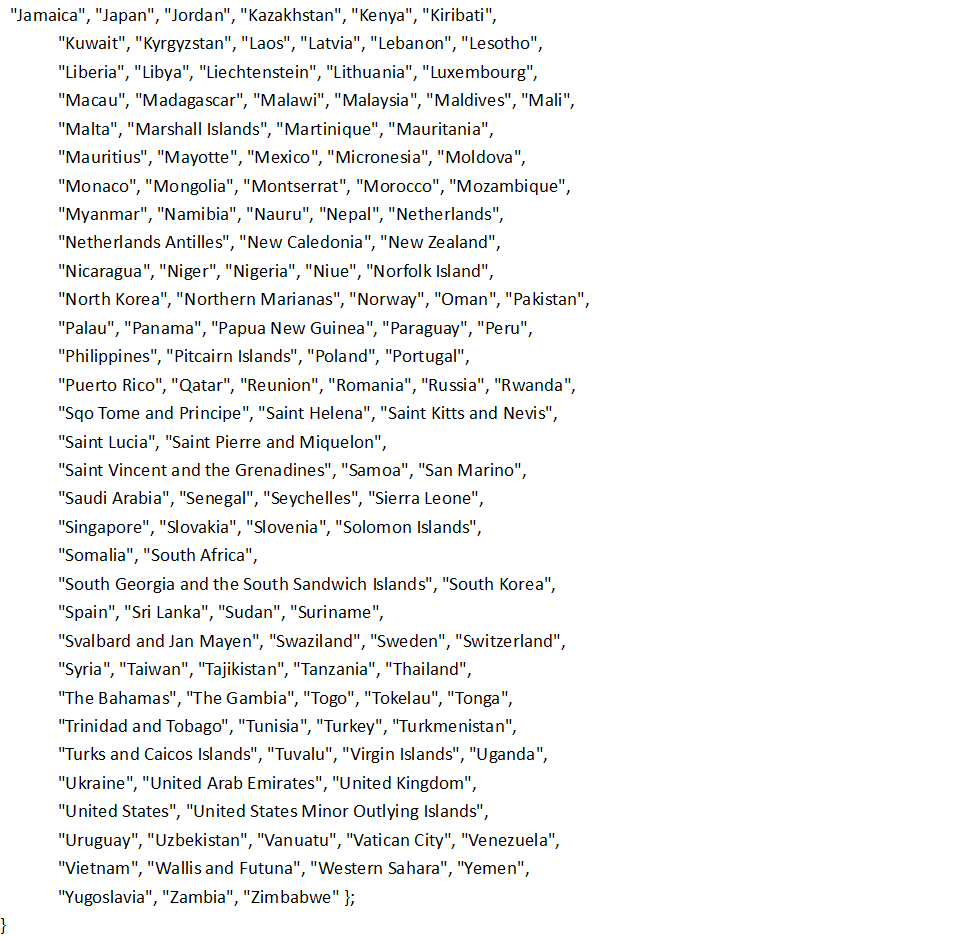 "Jamaica", "Japan", "Jordan", "Kazakhstan", "Kenya", "Kiribati",
"Kuwait", "Kyrgyzstan", "Laos", "Latvia", "Lebanon", "Lesotho",
"Liberia", "Libya", "Liechtenstein", "Lithuania", "Luxembourg",
"Macau", "Madagascar", "Malawi", "Malaysia", "Maldives", "Mali",
"Malta", "Marshall Islands", "Martinique", "Mauritania",
"Mauritius", "Mayotte", "Mexico", "Micronesia", "Moldova",
"Monaco", "Mongolia", "Montserrat", "Morocco", "Mozambique",
"Myanmar", "Namibia", "Nauru", "Nepal", "Netherlands",
"Netherlands Antilles", "New Caledonia", "New Zealand",
"Nicaragua", "Niger", "Nigeria", "Niue", "Norfolk Island",
"North Korea", "Northern Marianas", "Norway", "Oman", "Pakistan",
"Palau", "Panama", "Papua New Guinea", "Paraguay", "Peru",
"Philippines", "Pitcairn Islands", "Poland", "Portugal",
"Puerto Rico", "Qatar", "Reunion", "Romania", "Russia", "Rwanda",
"Sqo Tome and Principe", "Saint Helena", "Saint Kitts and Nevis",
"Saint Lucia", "Saint Pierre and Miquelon",
"Saint Vincent and the Grenadines", "Samoa", "San Marino",
"Saudi Arabia", "Senegal", "Seychelles", "Sierra Leone",
"Singapore", "Slovakia", "Slovenia", "Solomon Islands",
"Somalia", "South Africa",
"South Georgia and the South Sandwich Islands", "South Korea",
"Spain", "Sri Lanka", "Sudan", "Suriname",
"Svalbard and Jan Mayen", "Swaziland", "Sweden", "Switzerland",
"Syria", "Taiwan", "Tajikistan", "Tanzania", "Thailand",
"The Bahamas", "The Gambia", "Togo", "Tokelau", "Tonga",
"Trinidad and Tobago", "Tunisia", "Turkey", "Turkmenistan",
"Turks and Caicos Islands", "Tuvalu", "Virgin Islands", "Uganda",
"Ukraine", "United Arab Emirates", "United Kingdom",
"United States", "United States Minor Outlying Islands",
"Uruguay", "Uzbekistan", "Vanuatu", "Vatican City", "Venezuela",
"Vietnam", "Wallis and Futuna", "Western Sahara", "Yemen",
"Yugoslavia", "Zambia", "Zimbabwe" };
}